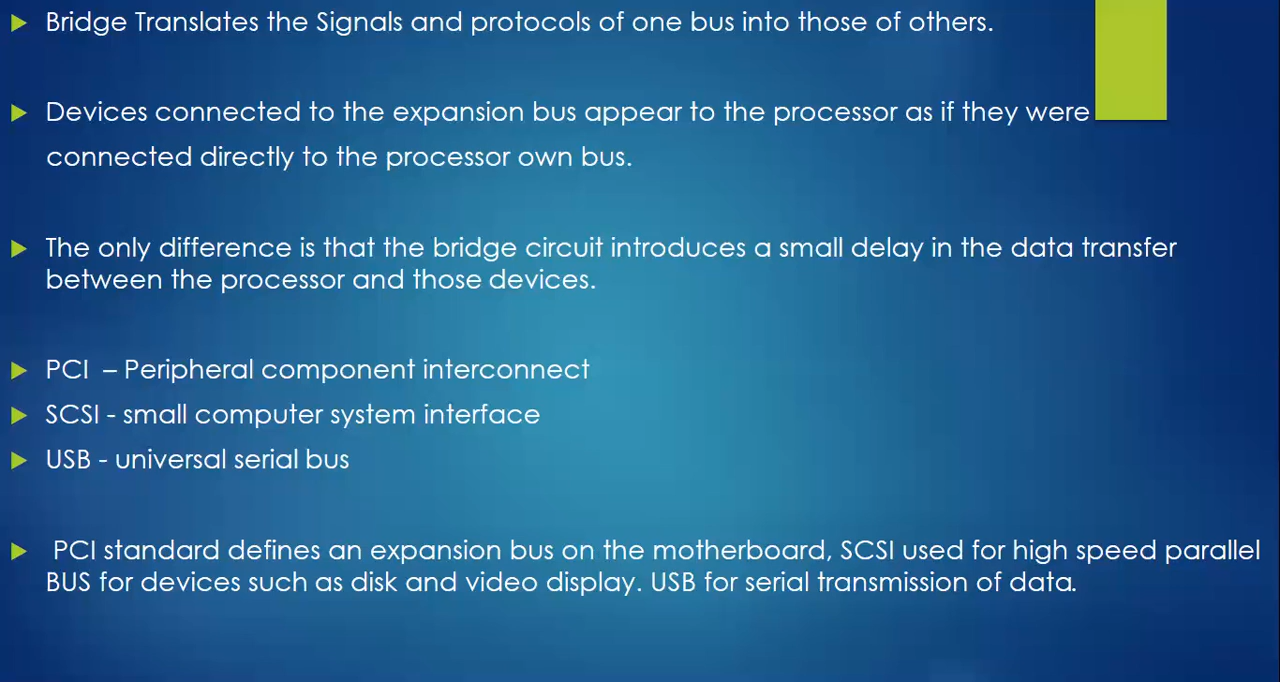 Bridge Translates the Signals and protocols of one bus into those of others.
Devices connected to the expansion bus appear to the processor as if they were
connected directly to the processor own bus.
The only difference is that the bridge circuit introduces a small delay in the data transfer
between the processor and those devices.
PCI – Peripheral component interconnect
SCSI - small computer system interface
USB - universal serial bus
PCI standard defines an expansion bus on the motherboard, SCSI used for high speed parallel
BUS for devices such as disk and video display. USB for serial transmission of data.